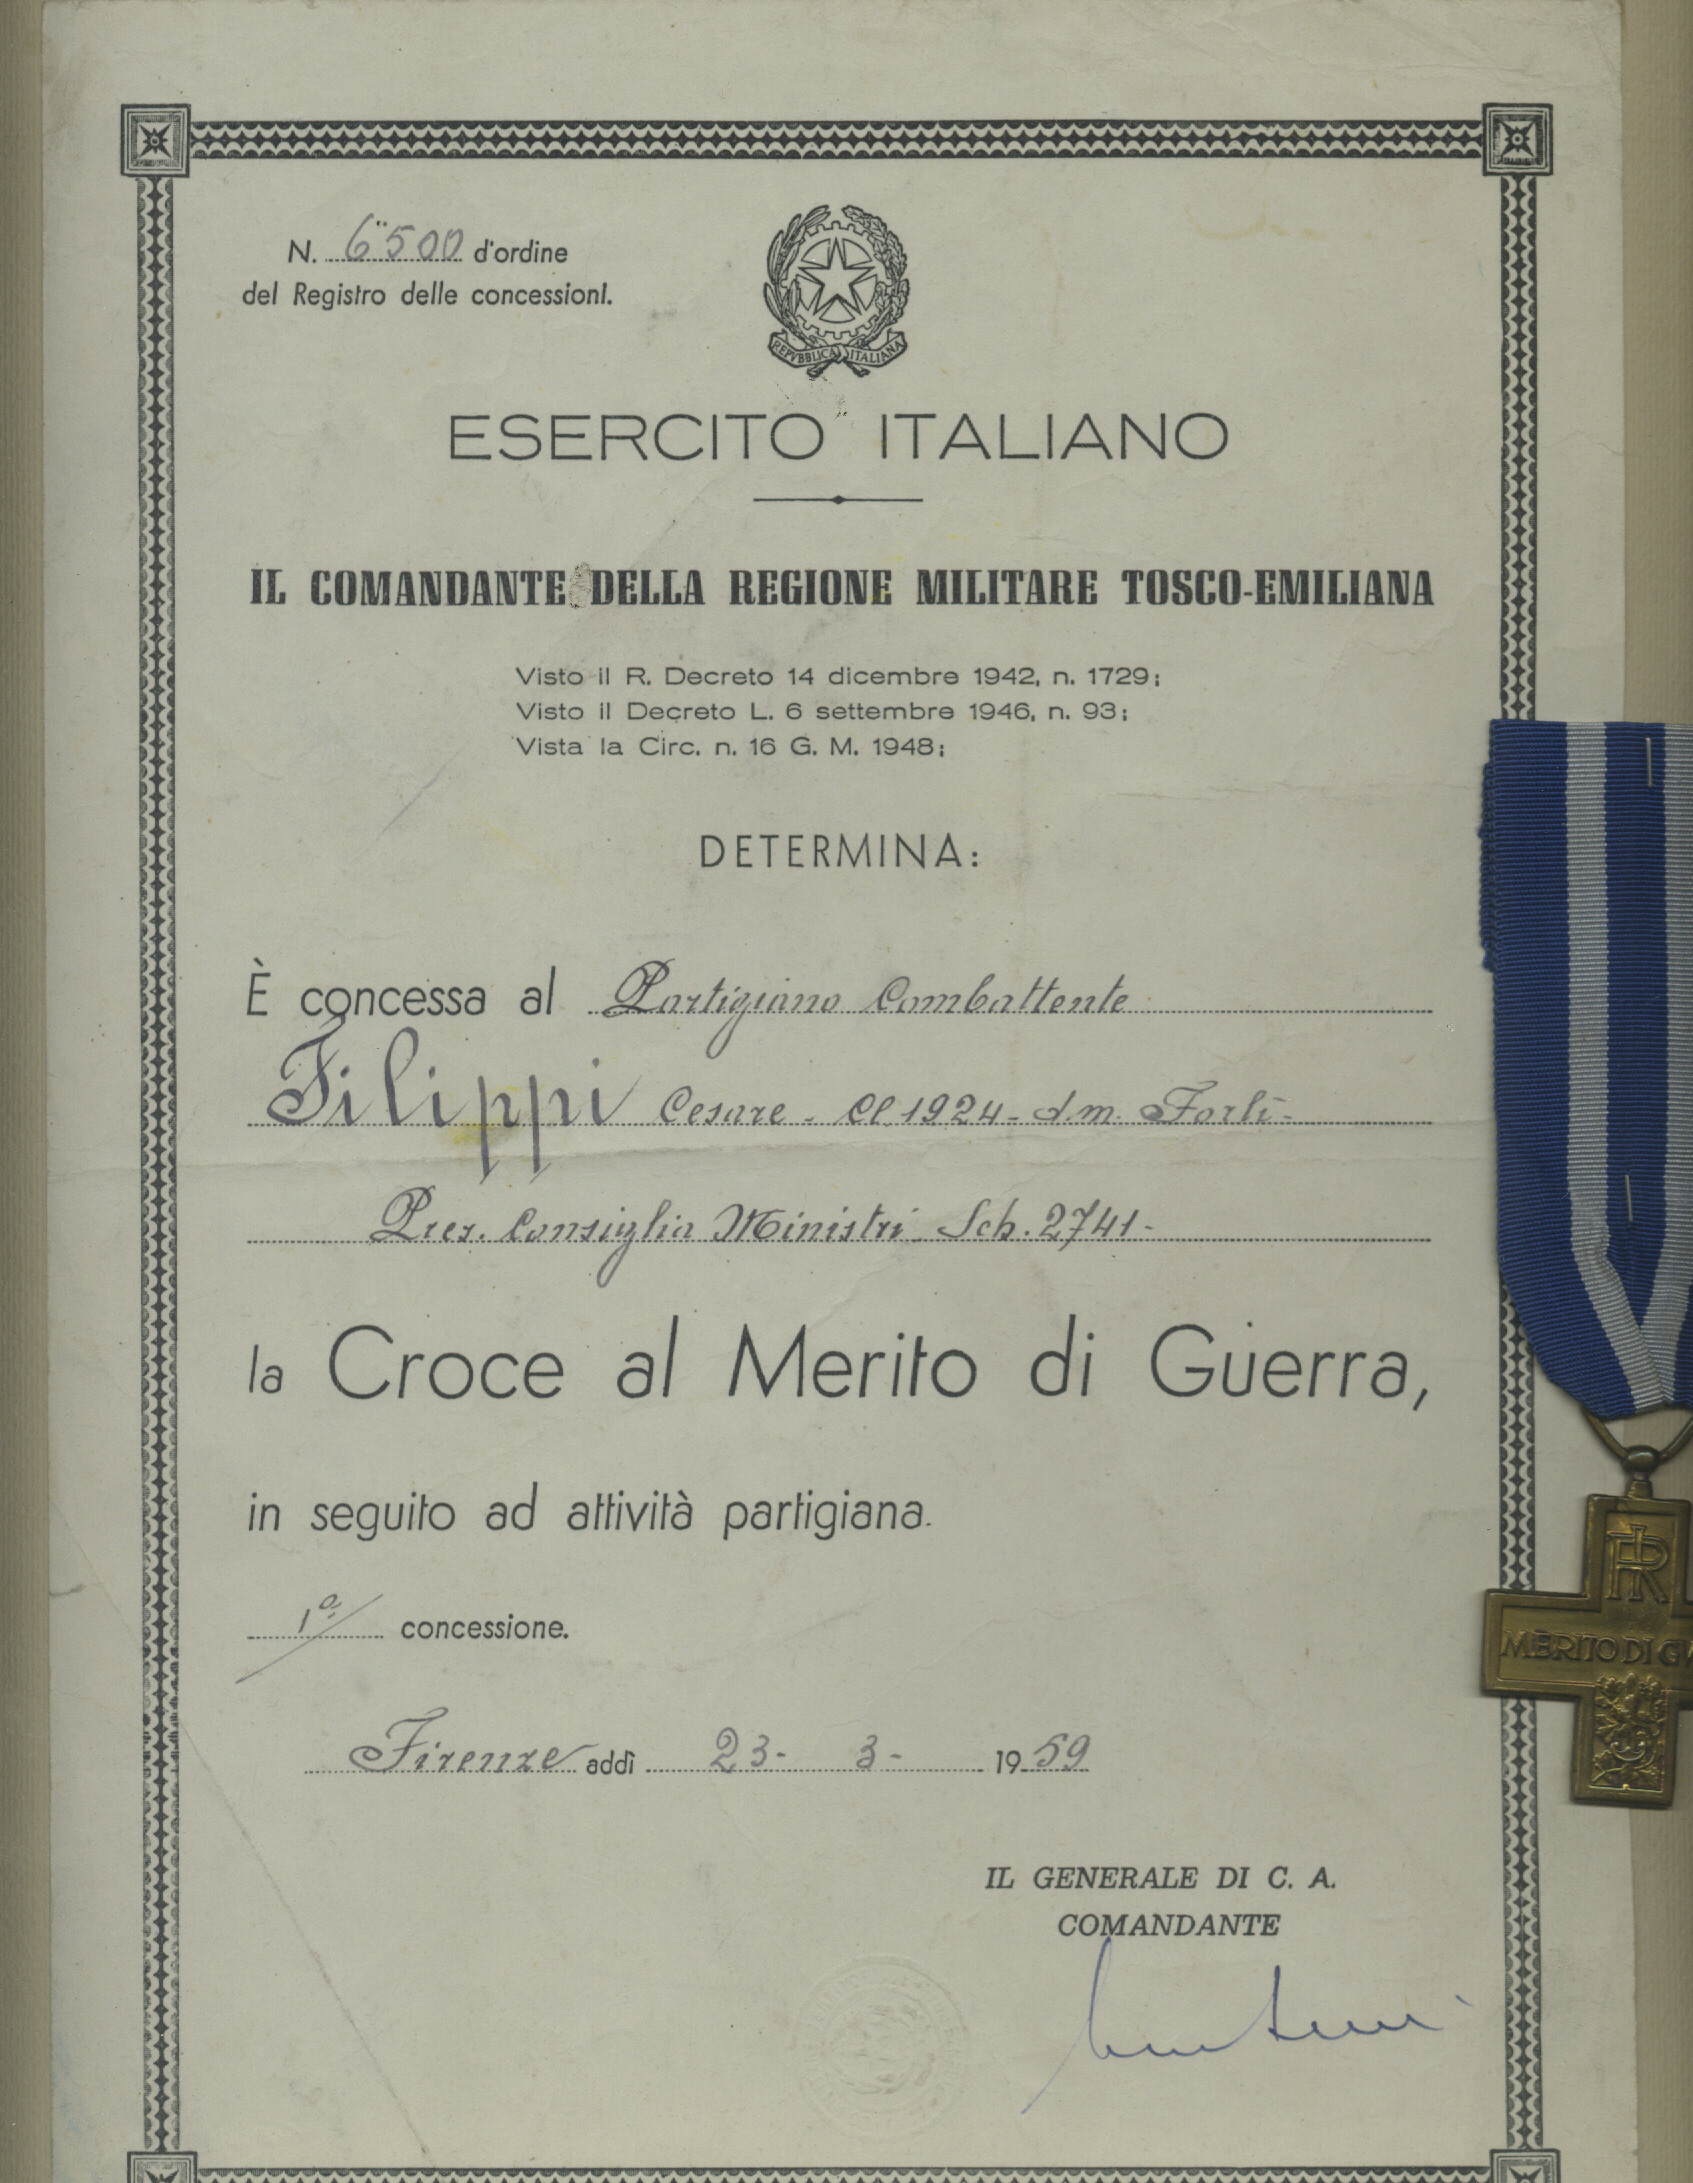 N. 6500 d'ordine
del Registro delle concessioni.
REPVBBLICA ITALIANA
ESERCITO ITALIANO
IL COMANDANTE DELLA REGIONE MILITARE TOSCO-EMILIANA
Visto il R. Decreto 14 dicembre 1942, n. 1729;
Visto il Decreto L. 6 settembre 1946, n. 93;
Vista la Circ. n. 16 G. M. 1948;
DETERMINA:
È concessa al Partigiano Combattente
Filippi Cesare - Cl. 1924 - d.m. Forlì -
Pres. Consiglio Ministri Sch. 2741 -
la Croce al Merito di Guerra,
in seguito ad attività partigiana.
1ª concessione.
Firenze addì 23 - 3 - 1959
IL GENERALE DI C. A.
COMANDANTE
RI
MERITO DI GV